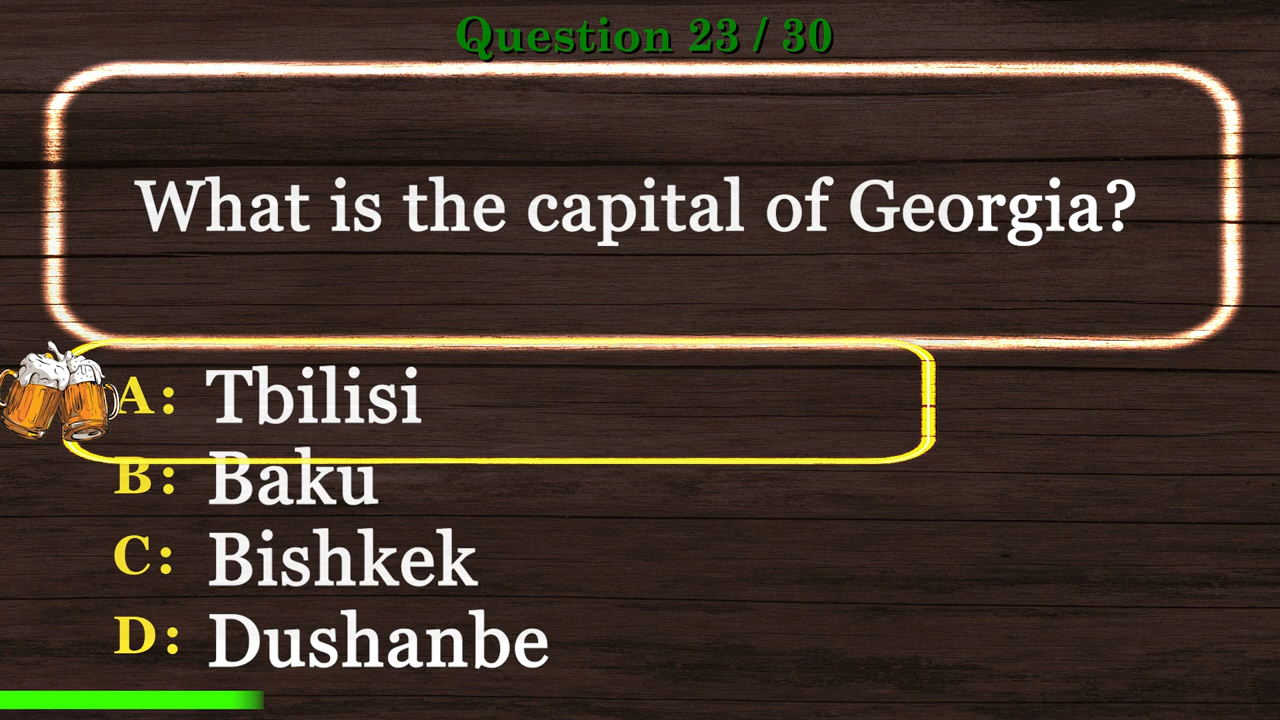 Question 23 / 30
What is the capital of Georgia?
A: Tbilisi
B: Baku
C: Bishkek
D: Dushanbe